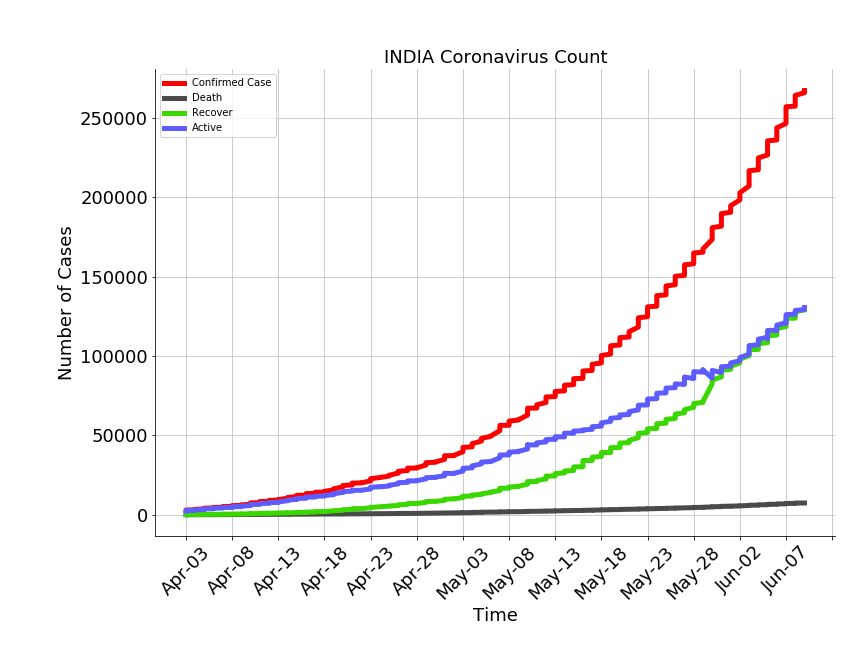 INDIA Coronavirus Count
Confirmed Case
Death
Recover
Active
Number of Cases
250000
200000
150000
100000
50000
0
Apr-03
Apr-08
Apr-13
Apr-18
Apr-23
Apr-28
May-03
May-08
May-13
May-18
May-23
May-28
Jun-02
Jun-07
Time